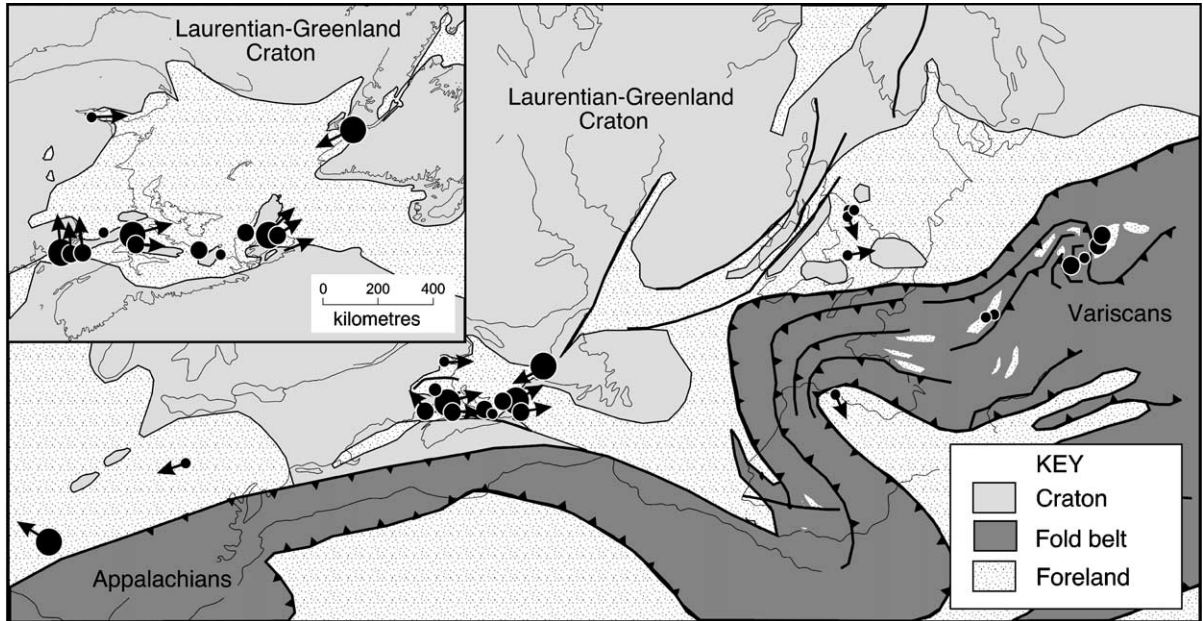 Laurentian-Greenland
Craton
0 200 400
kilometres
Laurentian-Greenland
Craton
Variscans
Appalachians
KEY
Craton
Fold belt
Foreland